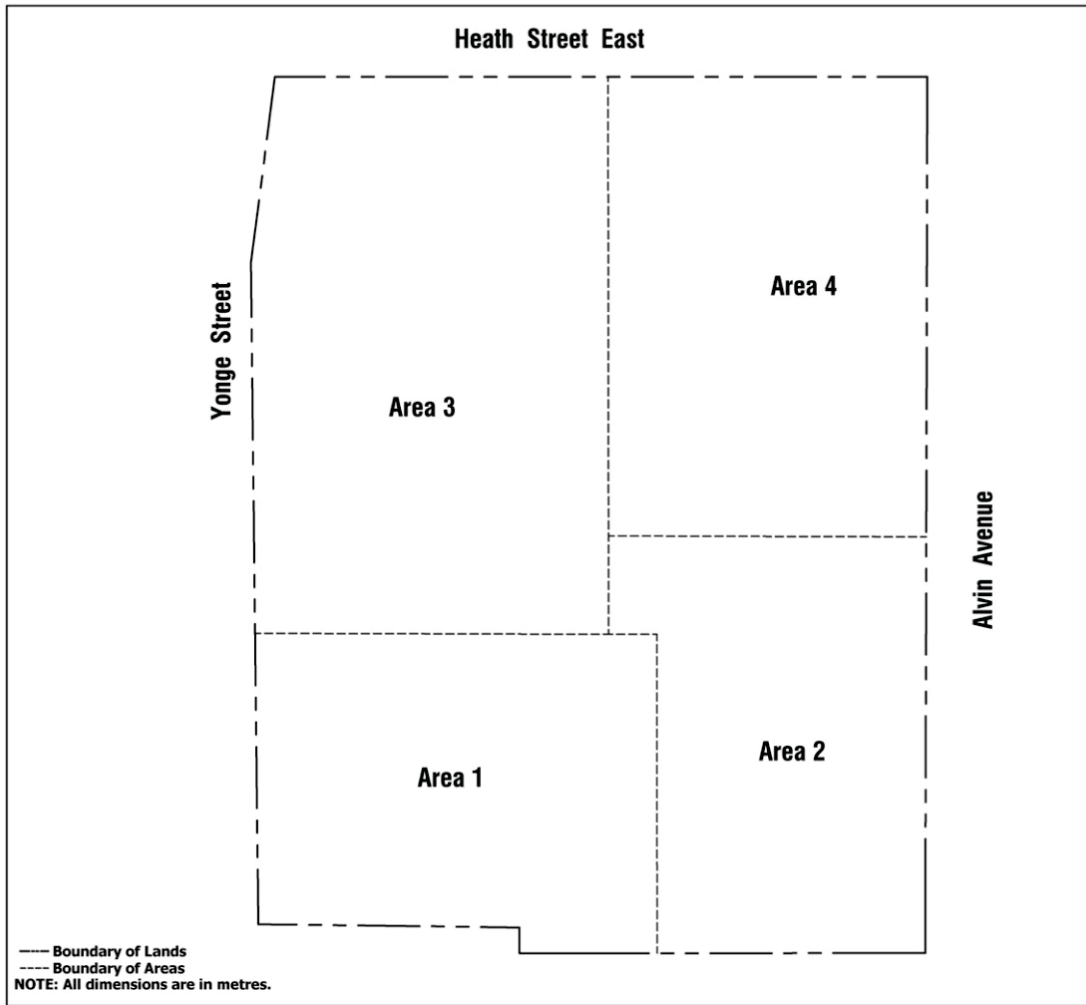 Heath Street East
Area 4
Yonge Street
Area 3
Alvin Avenue
Area 2
Area 1
Boundary of Lands
Boundary of Areas
NOTE: All dimensions are in metres.